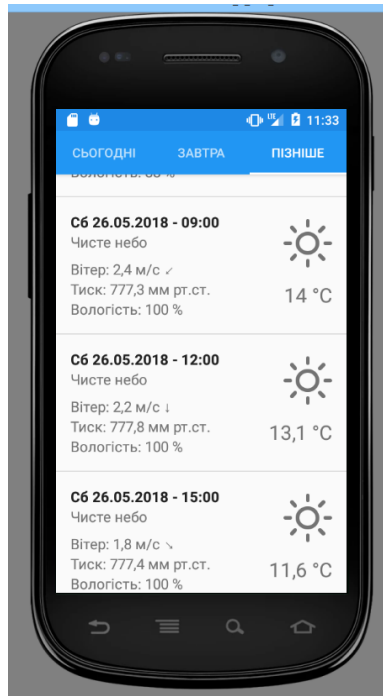 11:33
СЬОГОДНІ ЗАВТРА ПІЗНІШЕ
Сб 26.05.2018 - 09:00
Чисте небо
Вітер: 2,4 м/с ↙
Тиск: 777,3 мм рт.ст.
14 °C
Вологість: 100 %
Сб 26.05.2018 - 12:00
Чисте небо
Вітер: 2,2 м/с ↓
Тиск: 777,8 мм рт.ст.
13,1 °C
Вологість: 100 %
Сб 26.05.2018 - 15:00
Чисте небо
Вітер: 1,8 м/с ↘
Тиск: 777,4 мм рт.ст.
11,6 °C
Вологість: 100 %